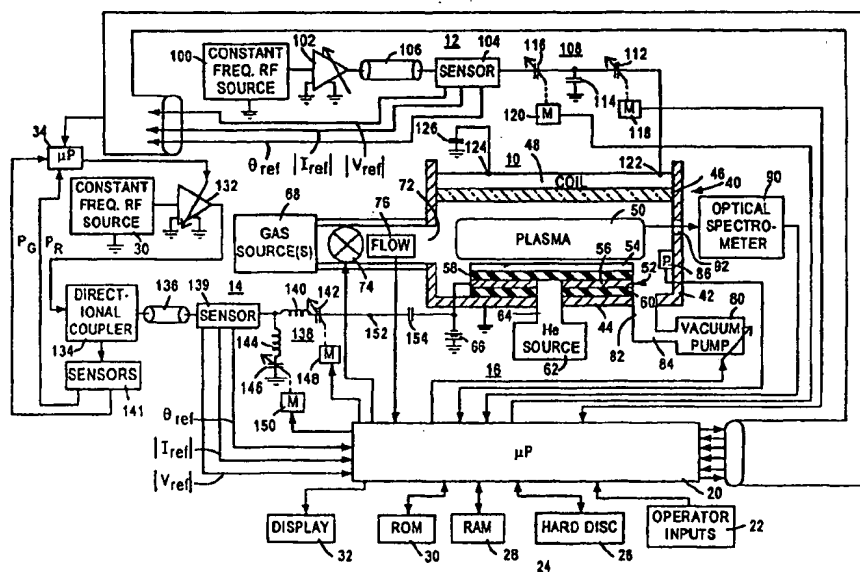 100
CONSTANT
FREQ. RF
SOURCE
102
106
12
104
SENSOR
116
108
112
114
M
120
M
118
34
µP
θref
|Iref|
|Vref|
126
124
10
48
COIL
122
46
40
90
132
CONSTANT
FREQ. RF
SOURCE
30
PG
PR
68
GAS
SOURCE(S)
72
76
FLOW
74
50
PLASMA
54
56
52
58
60
OPTICAL
SPECTRO-
METER
92
P
86
42
80
VACUUM
PUMP
82
84
DIRECT-
IONAL
COUPLER
134
136
139
14
SENSOR
140
142
138
144
146
148
M
150
M
152
154
66
64
44
He
SOURCE
62
16
SENSORS
141
θref
|Iref|
|Vref|
µP
20
DISPLAY
32
ROM
30
RAM
28
HARD DISC
26
24
OPERATOR
INPUTS
22